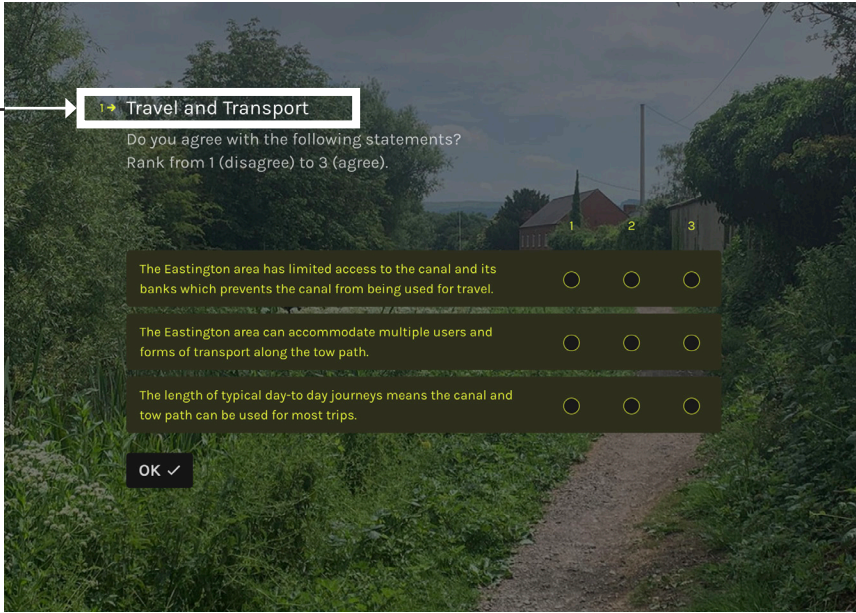 1→ Travel and Transport
Do you agree with the following statements?
Rank from 1 (disagree) to 3 (agree).
1 2 3
The Eastington area has limited access to the canal and its
banks which prevents the canal from being used for travel.
The Eastington area can accommodate multiple users and
forms of transport along the tow path.
The length of typical day-to day journeys means the canal and
tow path can be used for most trips.
OK ✓